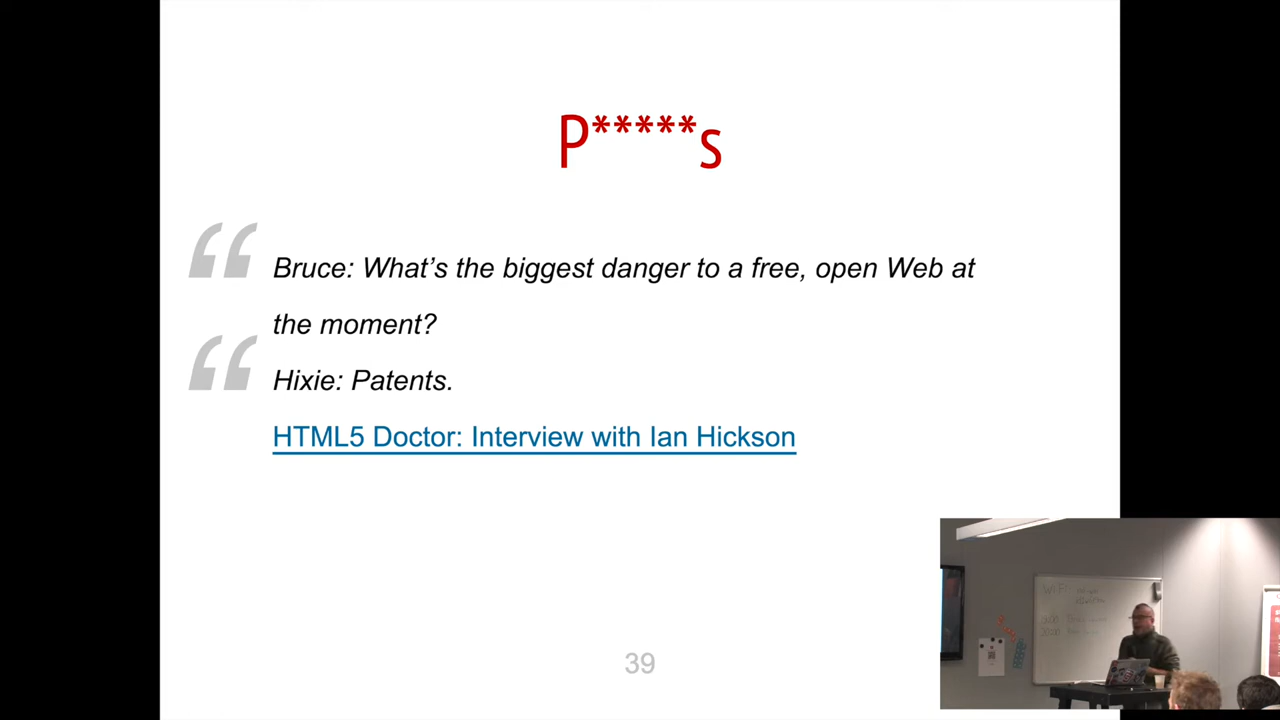 P*****s
Bruce: What's the biggest danger to a free, open Web at
the moment?
Hixie: Patents.
HTML5 Doctor: Interview with Ian Hickson
39